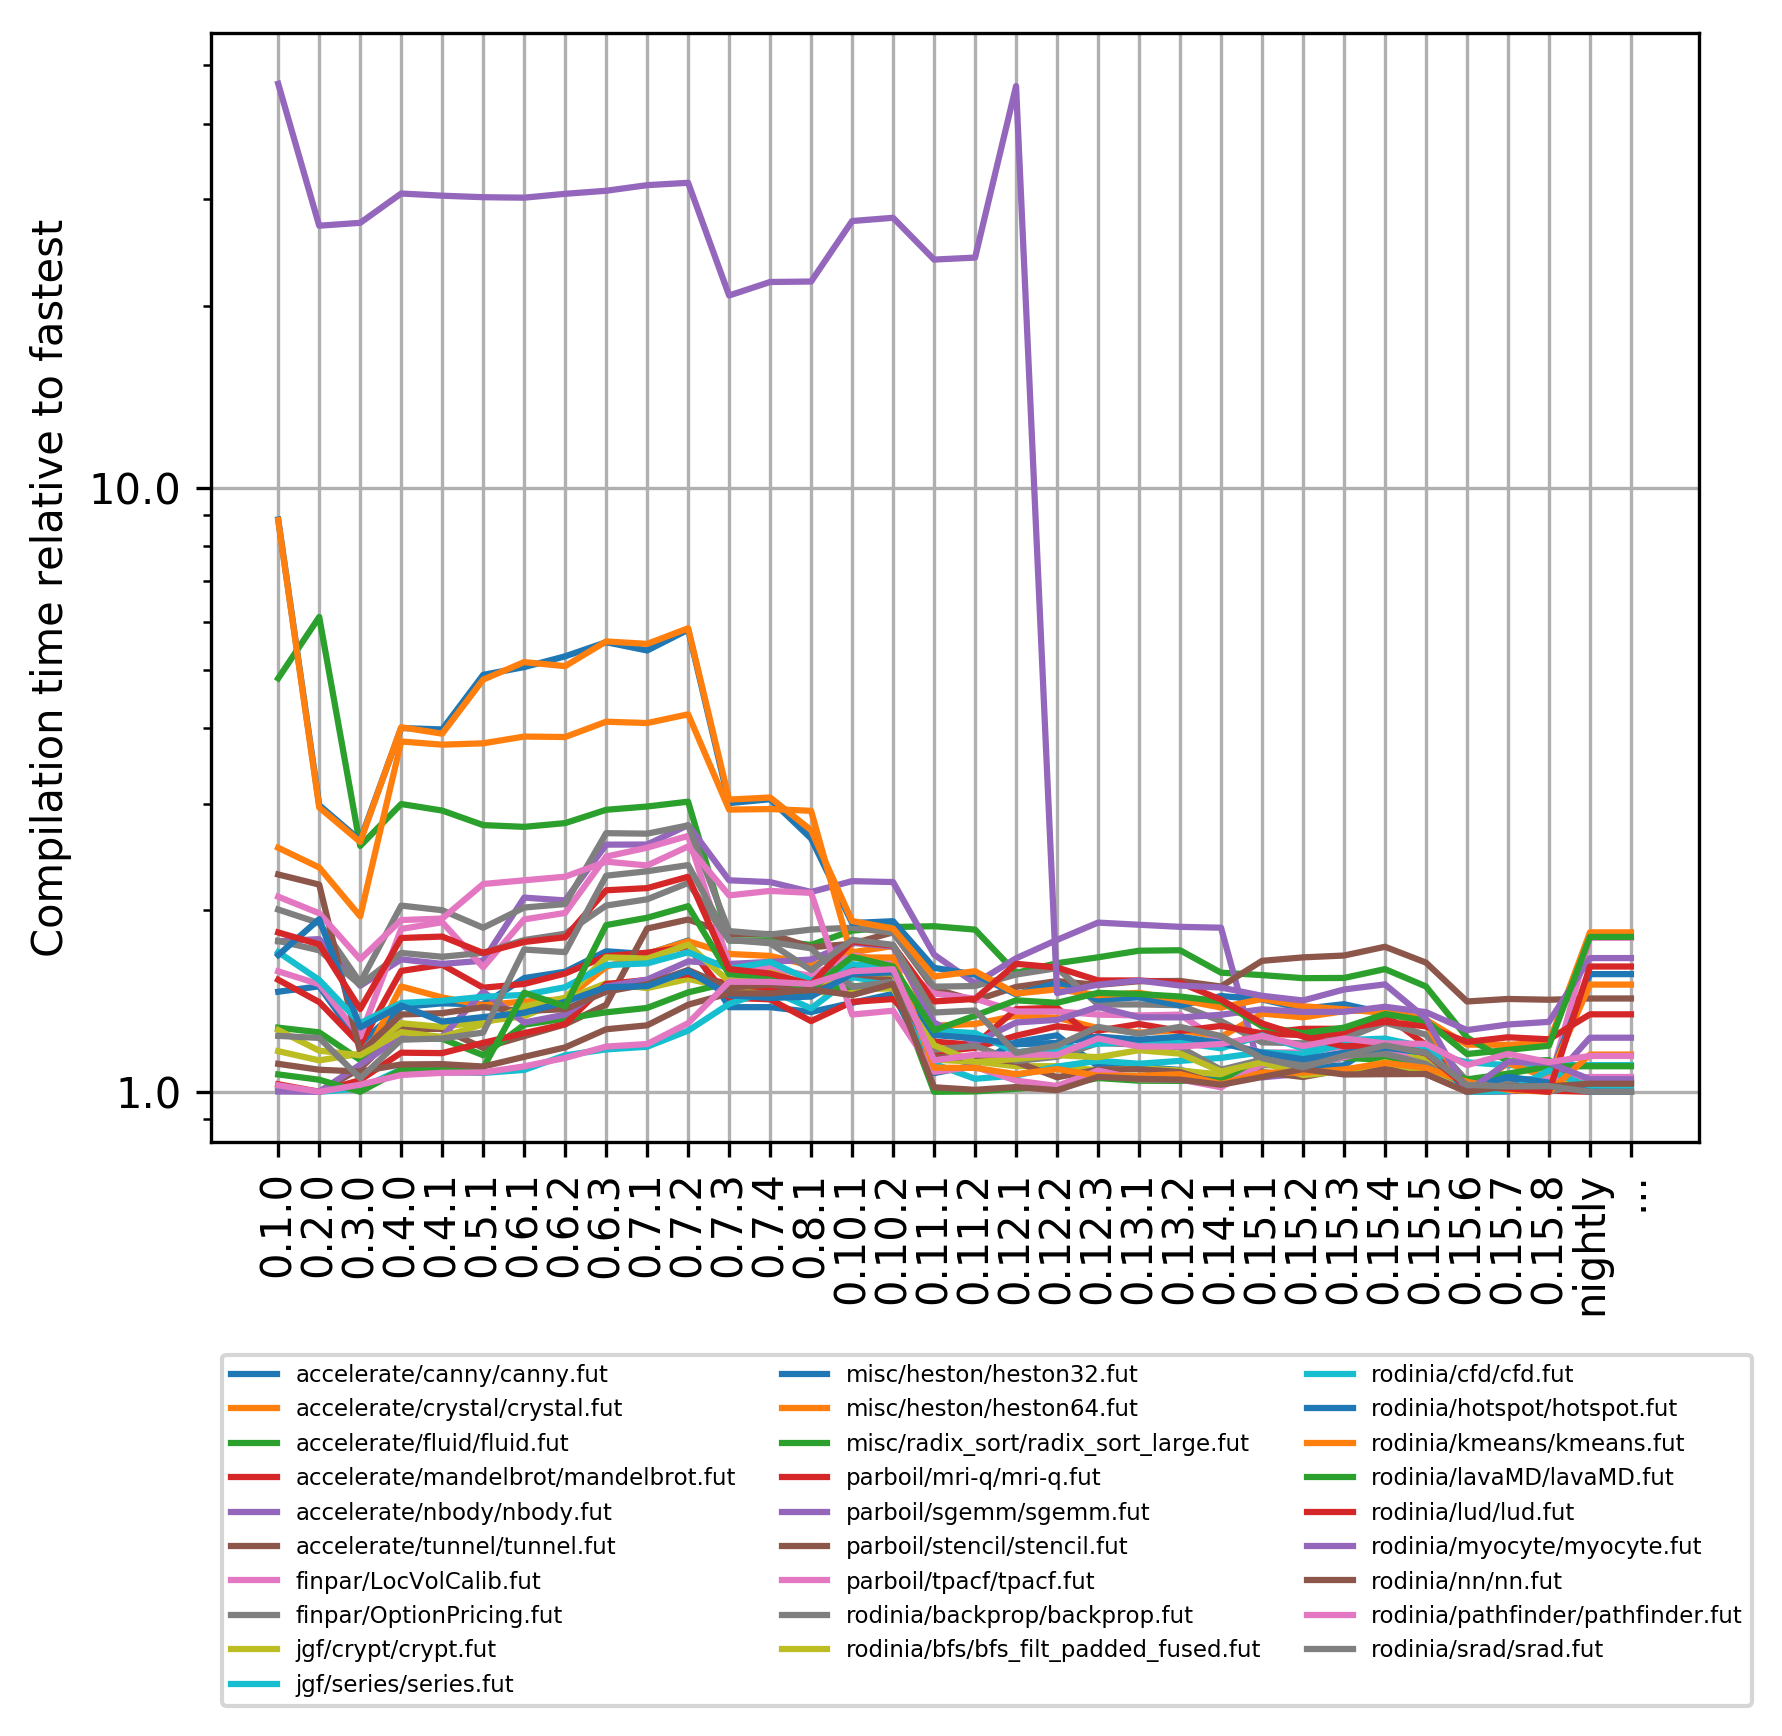 Compilation time relative to fastest
10.0
1.0
0.1.0
0.2.0
0.3.0
0.4.0
0.4.1
0.5.1
0.6.1
0.6.2
0.6.3
0.7.1
0.7.2
0.7.3
0.7.4
0.8.1
0.10.1
0.10.2
0.11.1
0.11.2
0.12.1
0.12.2
0.12.3
0.13.1
0.13.2
0.14.1
0.15.1
0.15.2
0.15.3
0.15.4
0.15.5
0.15.6
0.15.7
0.15.8
nightly
...
accelerate/canny/canny.fut
accelerate/crystal/crystal.fut
accelerate/fluid/fluid.fut
accelerate/mandelbrot/mandelbrot.fut
accelerate/nbody/nbody.fut
accelerate/tunnel/tunnel.fut
finpar/LocVolCalib.fut
finpar/OptionPricing.fut
jgf/crypt/crypt.fut
jgf/series/series.fut
misc/heston/heston32.fut
misc/heston/heston64.fut
misc/radix_sort/radix_sort_large.fut
parboil/mri-q/mri-q.fut
parboil/sgemm/sgemm.fut
parboil/stencil/stencil.fut
parboil/tpacf/tpacf.fut
rodinia/backprop/backprop.fut
rodinia/bfs/bfs_filt_padded_fused.fut
rodinia/cfd/cfd.fut
rodinia/hotspot/hotspot.fut
rodinia/kmeans/kmeans.fut
rodinia/lavaMD/lavaMD.fut
rodinia/lud/lud.fut
rodinia/myocyte/myocyte.fut
rodinia/nn/nn.fut
rodinia/pathfinder/pathfinder.fut
rodinia/srad/srad.fut